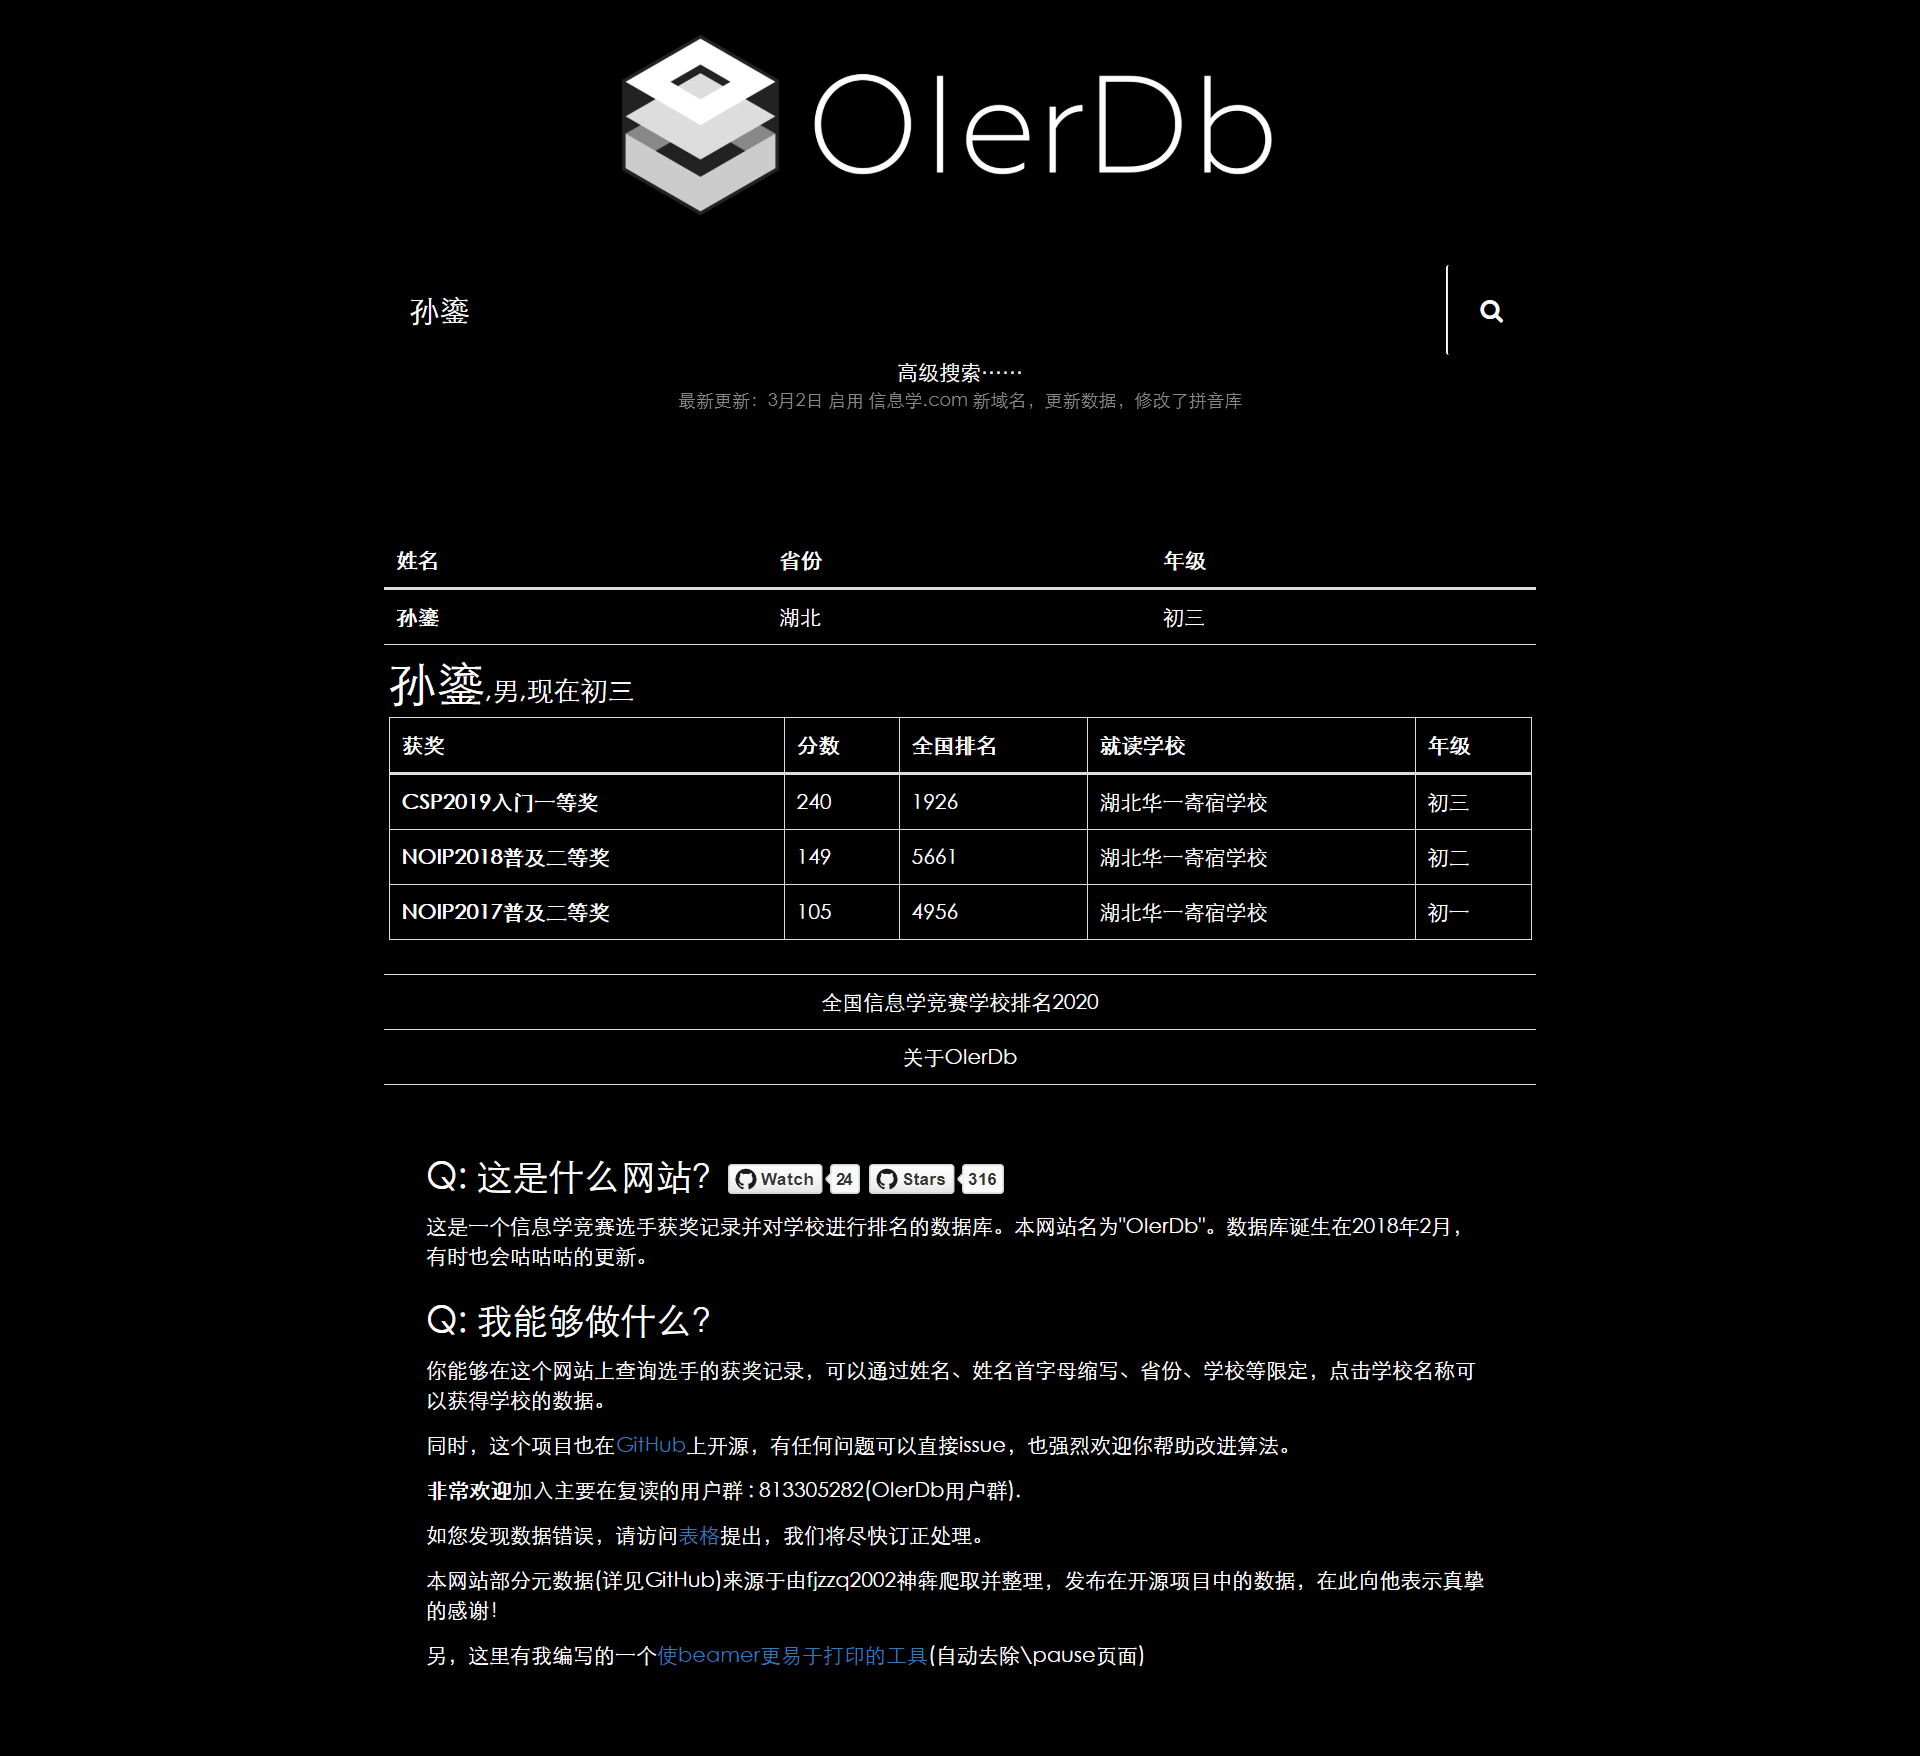 OIerDb
孙鎏
高级搜索……
最新更新：3月2日 启用 信息学.com 新域名，更新数据，修改了拼音库
姓名 省份 年级
孙鎏 湖北 初三
孙鎏,男,现在初三
获奖 分数 全国排名 就读学校 年级
CSP2019入门一等奖 240 1926 湖北华一寄宿学校 初三
NOIP2018普及二等奖 149 5661 湖北华一寄宿学校 初二
NOIP2017普及二等奖 105 4956 湖北华一寄宿学校 初一
全国信息学竞赛学校排名2020
关于OIerDb
Q: 这是什么网站？ Watch 24 Stars 316
这是一个信息学竞赛选手获奖记录并对学校进行排名的数据库。本网站名为"OIerDb"。数据库诞生在2018年2月，
有时也会咕咕咕的更新。
Q: 我能够做什么？
你能够在这个网站上查询选手的获奖记录，可以通过姓名、姓名首字母缩写、省份、学校等限定，点击学校名称可
以获得学校的数据。
同时，这个项目也在GitHub上开源，有任何问题可以直接issue，也强烈欢迎你帮助改进算法。
非常欢迎加入主要在复读的用户群 : 813305282(OIerDb用户群).
如您发现数据错误，请访问表格提出，我们将尽快订正处理。
本网站部分元数据(详见GitHub)来源于由fjzzq2002神犇爬取并整理，发布在开源项目中的数据，在此向他表示真挚
的感谢！
另，这里有我编写的一个使beamer更易于打印的工具(自动去除\pause页面)